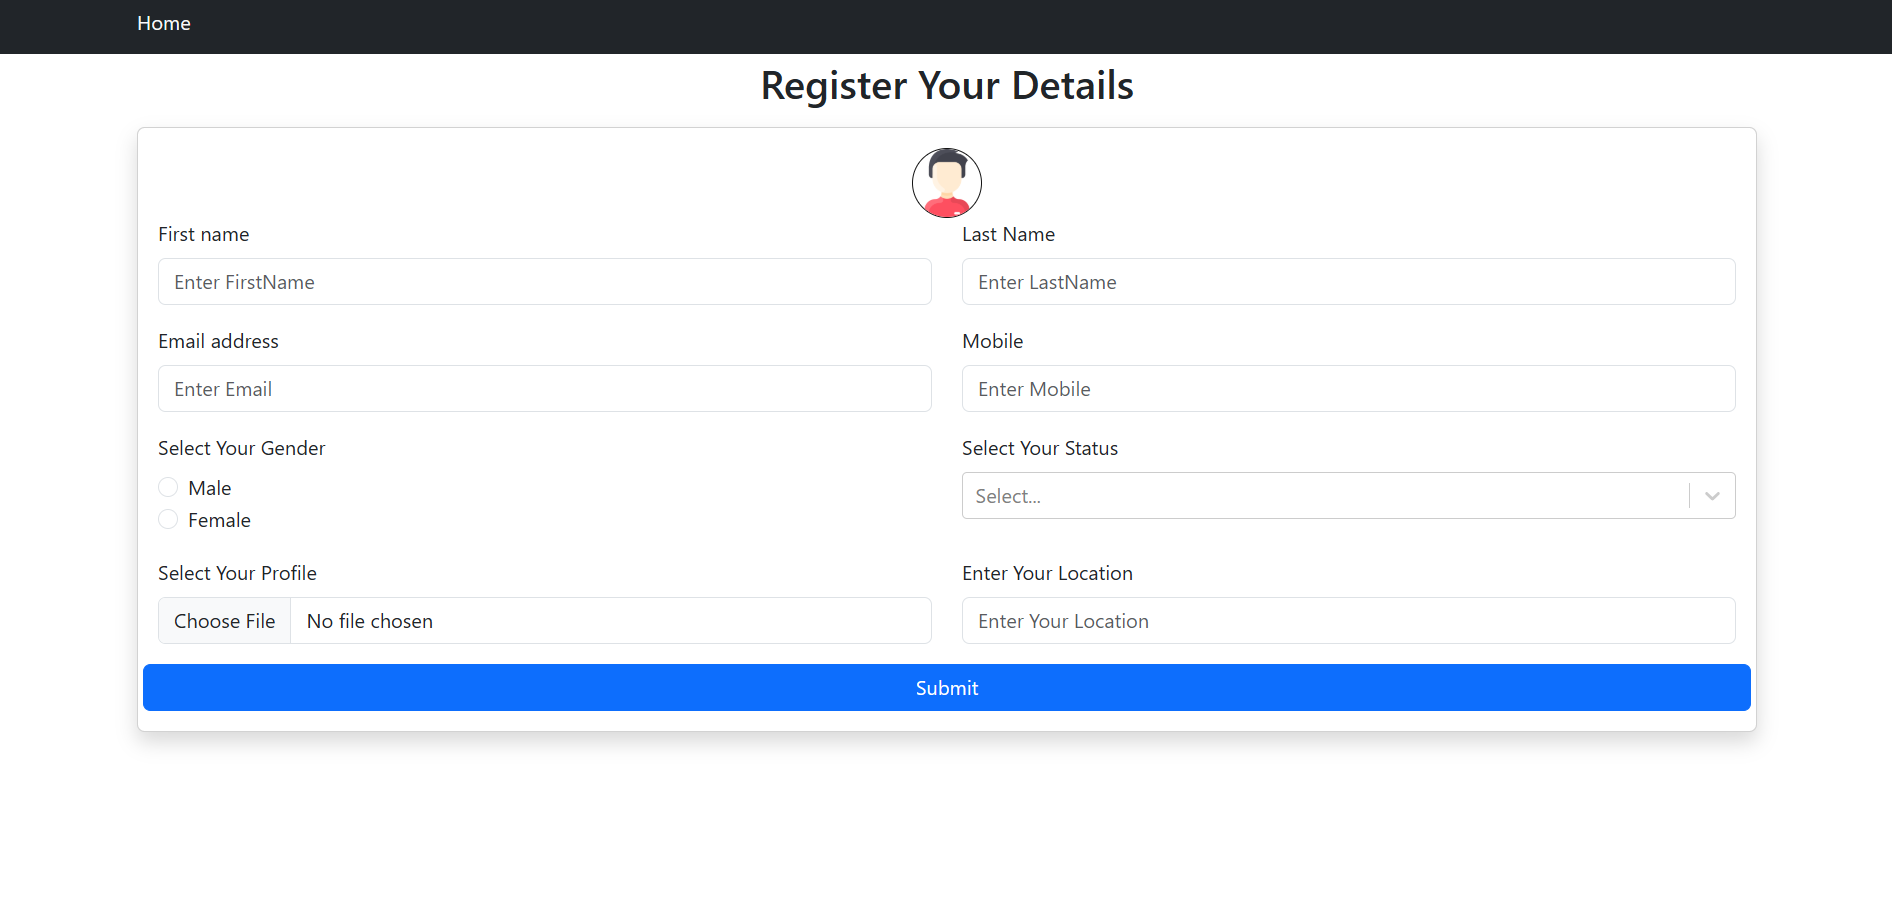 Home
Register Your Details
First name
Last Name
Enter FirstName
Enter LastName
Email address
Mobile
Enter Email
Enter Mobile
Select Your Gender
Select Your Status
Male
Select...
Female
Select Your Profile
Enter Your Location
Choose File No file chosen
Enter Your Location
Submit